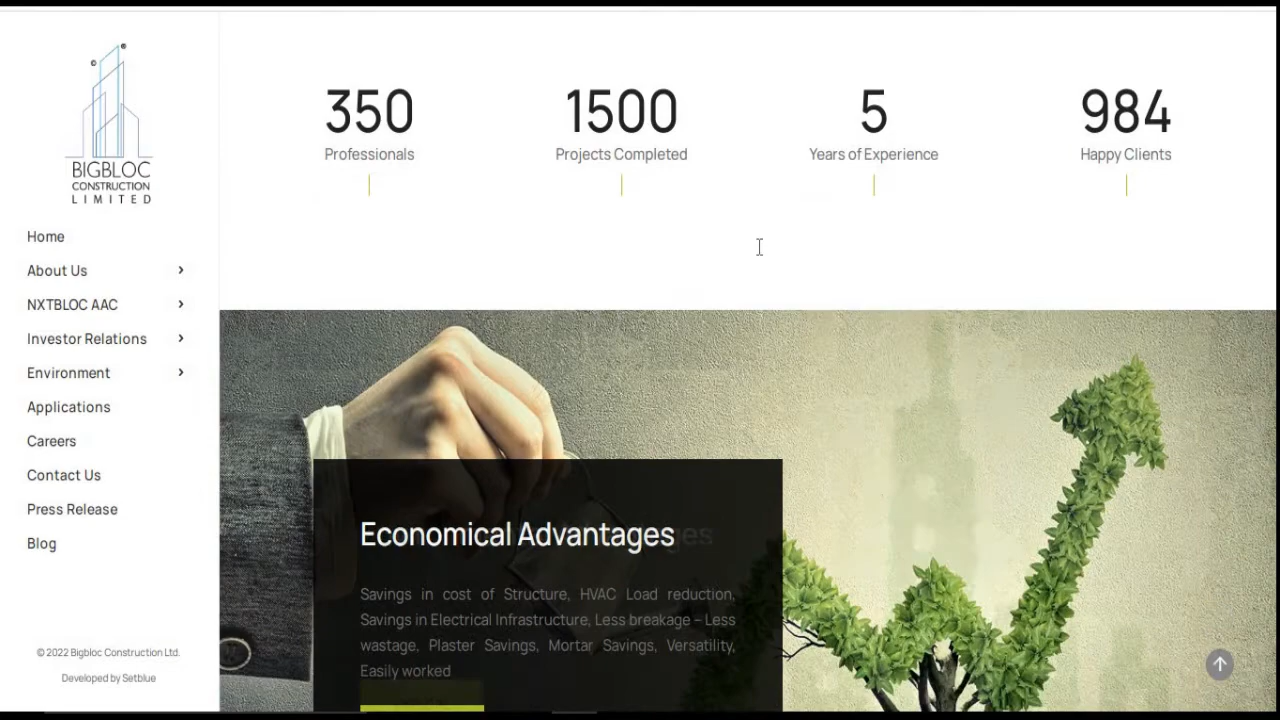 BIGBLOC
CONSTRUCTION
LIMITED
Home
About Us
NXTBLOC AAC
Investor Relations
Environment
Applications
Careers
Contact Us
Press Release
Blog
© 2022 Bigbloc Construction Ltd.
Developed by Setblue
350
Professionals
1500
Projects Completed
5
Years of Experience
984
Happy Clients
Economical Advantages
Savings in cost of Structure, HVAC Load reduction,
Savings in Electrical Infrastructure, Less breakage – Less
wastage, Plaster Savings, Mortar Savings, Versatility,
Easily worked